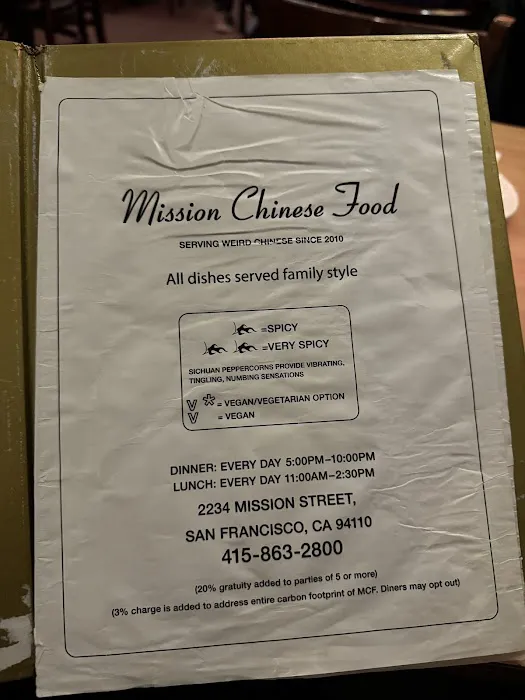 Mission Chinese Food
SERVING WEIRD CHINESE SINCE 2010
All dishes served family style
=SPICY
=VERY SPICY
SICHUAN PEPPERCORNS PROVIDE VIBRATING,
TINGLING, NUMBING SENSATIONS
V * = VEGAN/VEGETARIAN OPTION
V = VEGAN
DINNER: EVERY DAY 5:00PM–10:00PM
LUNCH: EVERY DAY 11:00AM–2:30PM
2234 MISSION STREET,
SAN FRANCISCO, CA 94110
415-863-2800
(20% gratuity added to parties of 5 or more)
(3% charge is added to address entire carbon footprint of MCF. Diners may opt out)